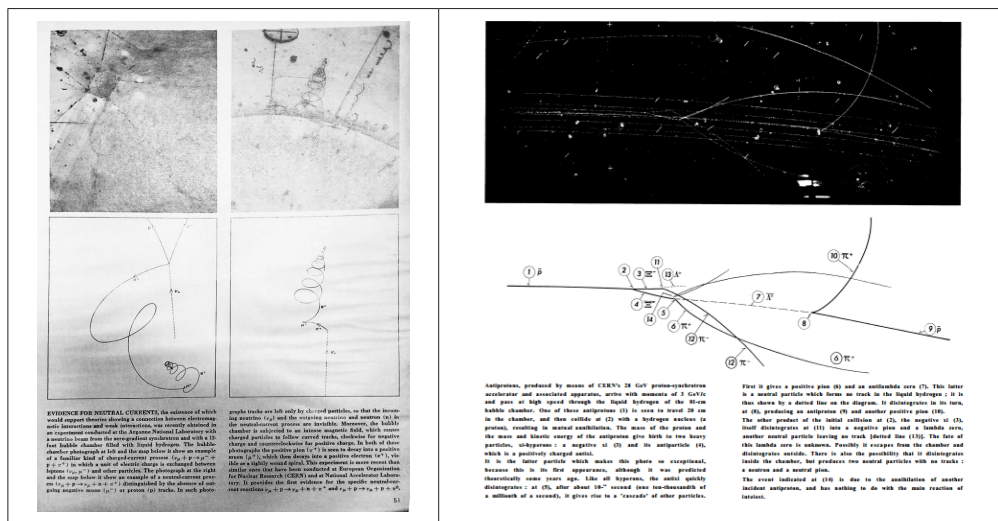 EVIDENCE FOR NEUTRAL CURRENTS, the existence of which
would support theories showing a connection between electromag-
netic interactions and weak interactions, was recently obtained in
an experiment conducted at the Argonne National Laboratory with
a neutrino beam from the zero-gradient synchrotron and with a 12-
foot bubble chamber filled with liquid hydrogen. The bubble-
chamber photograph at left and the map below it show an example
of a familiar kind of charged-current process (νμ + p → μ− +
p + π+) in which a unit of electric charge is exchanged between
leptons (νμ, μ−) and other particles. The photograph at the right
and the map below it show an example of a neutral-current proc-
ess (νμ + p → νμ + n + π+) distinguished by the absence of out-
going negative muon (μ−) or proton (p) tracks. In such photo-
graphs tracks are left only by charged particles, so that the incom-
ing neutrino (νμ) and the outgoing neutrino and neutron (n) in
the neutral-current process are invisible. Moreover, the bubble
chamber is subjected to an intense magnetic field, which causes
charged particles to follow curved tracks, clockwise for negative
charge and counterclockwise for positive charge. In both of these
photographs the positive pion (π+) is seen to decay into a positive
muon (μ+), which then decays into a positive electron (e+), vis-
ible as a tightly wound spiral. This experiment is more recent than
similar ones that have been conducted at European Organization
for Nuclear Research (CERN) and at National Accelerator Labora-
tory. It provides the first evidence for the specific neutral-cur-
rent reactions νμ + p → νμ + n + π+ and νμ + p → νμ + p + π0.
51
1 p̄
2
3 Ξ−
11
13 Λ°
10 π+
4 Ξ̄−
14
5
6 π+
12 π−
7 Λ̄°
8
9 p̄
12 π−
6 π+
Antiprotons, produced by means of CERN's 28 GeV proton-synchrotron
accelerator and associated apparatus, arrive with momenta of 3 GeV/c
and pass at high speed through the liquid hydrogen of the 81-cm
bubble chamber. One of these antiprotons (1) is seen to travel 20 cm
in the chamber, and then collide at (2) with a hydrogen nucleus (a
proton), resulting in mutual annihilation. The mass of the proton and
the mass and kinetic energy of the antiproton give birth to two heavy
particles, xi-hyperons : a negative xi (3) and its antiparticle (4),
which is a positively charged antixi.
It is the latter particle which makes this photo so exceptional,
because this is its first appearance, although it was predicted
theoretically some years ago. Like all hyperons, the antixi quickly
disintegrates : at (5), after about 10-" second (one ten-thousandth of
a millionth of a second), it gives rise to a 'cascade' of other particles.
First it gives a positive pion (6) and an antilambda zero (7). This latter
is a neutral particle which forms no track in the liquid hydrogen ; it is
thus shown by a dotted line on the diagram. It disintegrates in its turn,
at (8), producing an antiproton (9) and another positive pion (10).
The other product of the initial collision at (2), the negative xi (3),
itself disintegrates at (11) into a negative pion and a lambda zero,
another neutral particle leaving no track [dotted line (13)]. The fate of
this lambda zero is unknown. Possibly it escapes from the chamber and
disintegrates outside. There is also the possibility that it disintegrates
inside the chamber, but produces two neutral particles with no tracks :
a neutron and a neutral pion.
The event indicated at (14) is due to the annihilation of another
incident antiproton, and has nothing to do with the main reaction of
interest.